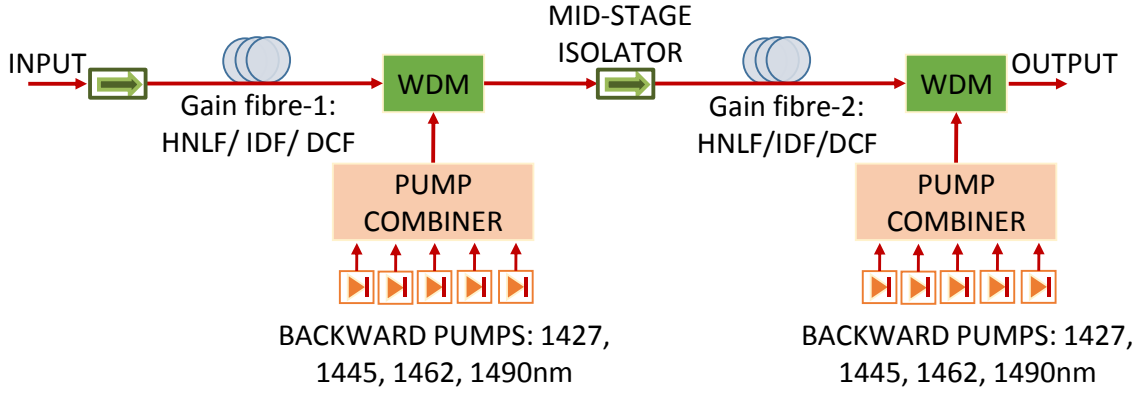 MID-STAGE
ISOLATOR
INPUT
WDM
WDM
OUTPUT
Gain fibre-1:
HNLF/ IDF/ DCF
Gain fibre-2:
HNLF/IDF/DCF
PUMP
COMBINER
PUMP
COMBINER
BACKWARD PUMPS: 1427,
1445, 1462, 1490nm
BACKWARD PUMPS: 1427,
1445, 1462, 1490nm